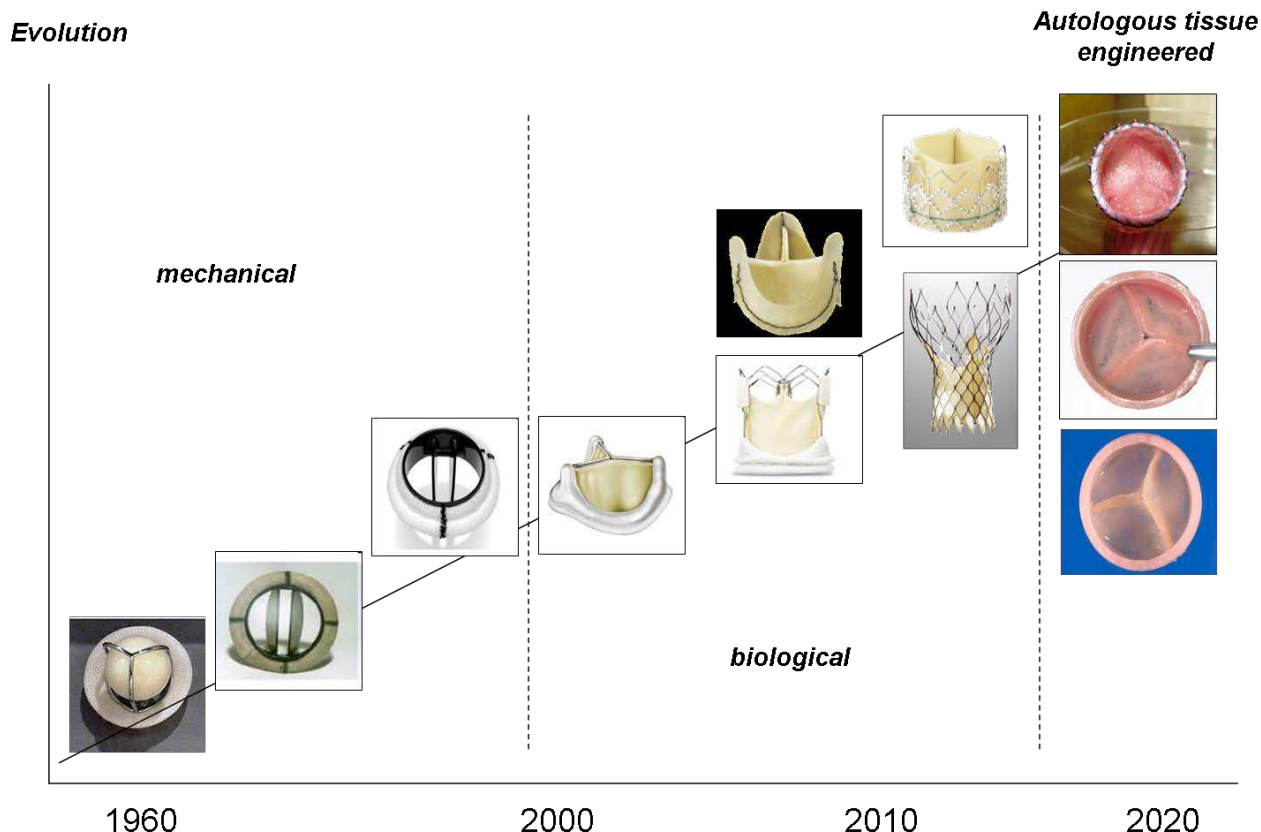 Evolution
Autologous tissue
engineered
mechanical
biological
1960
2000
2010
2020